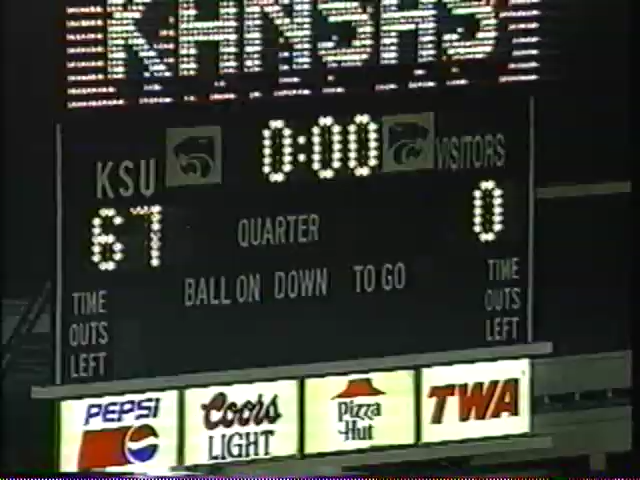 KANSAS
KSU 0:00 VISITORS
67 QUARTER 0
BALL ON DOWN TO GO
TIME OUTS LEFT
TIME OUTS LEFT
PEPSI
Coors LIGHT
Pizza Hut
TWA